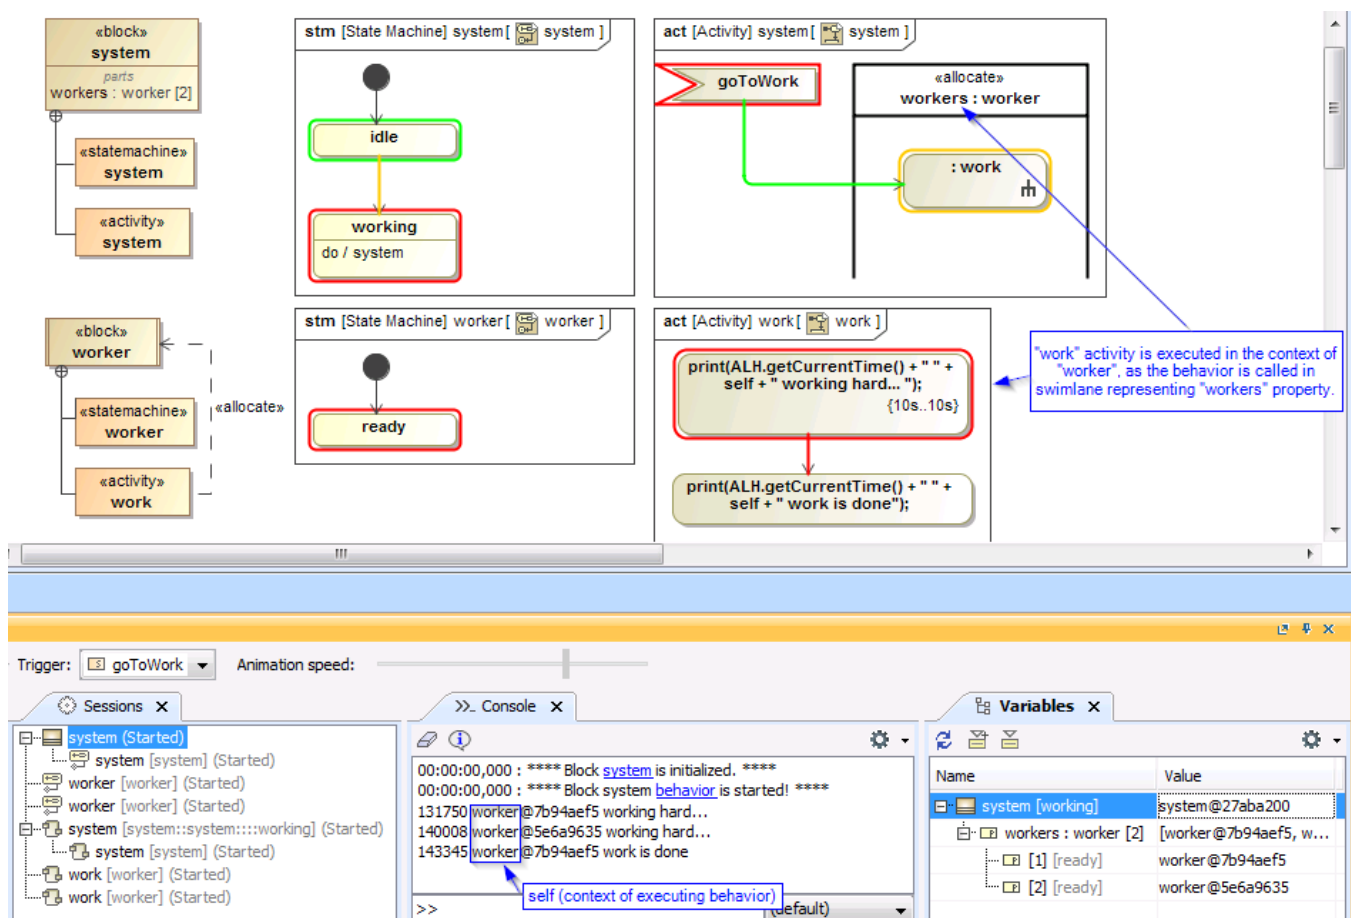 «block»
system
parts
workers : worker [2]
«statemachine»
system
«activity»
system
stm [State Machine] system [ system ]
idle
working
do / system
act [Activity] system [ system ]
goToWork
«allocate»
workers : worker
: work
«block»
worker
«statemachine»
worker
«allocate»
«activity»
work
stm [State Machine] worker [ worker ]
ready
act [Activity] work [ work ]
print(ALH.getCurrentTime() + " " +
self + " working hard... ");
{10s..10s}
print(ALH.getCurrentTime() + " " +
self + " work is done");
"work" activity is executed in the context of
"worker", as the behavior is called in
swimlane representing "workers" property.
Trigger: goToWork Animation speed:
Sessions
system (Started)
system [system] (Started)
worker [worker] (Started)
worker [worker] (Started)
system [system::system::::working] (Started)
system [system] (Started)
work [worker] (Started)
work [worker] (Started)
Console
00:00:00,000 : **** Block system is initialized. ****
00:00:00,000 : **** Block system behavior is started! ****
131750 worker@7b94aef5 working hard...
140008 worker@5e6a9635 working hard...
143345 worker@7b94aef5 work is done
self (context of executing behavior)
>>
(default)
Variables
Name Value
system [working] system@27aba200
workers : worker [2] [worker@7b94aef5, w...
[1] [ready] worker@7b94aef5
[2] [ready] worker@5e6a9635